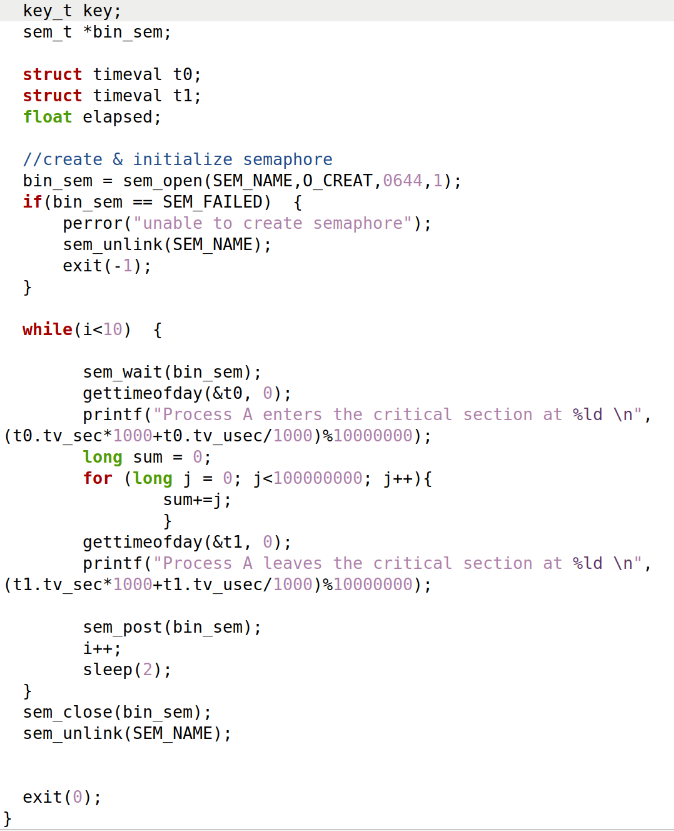 key_t key;
sem_t *bin_sem;
struct timeval t0;
struct timeval t1;
float elapsed;
//create & initialize semaphore
bin_sem = sem_open(SEM_NAME,O_CREAT,0644,1);
if(bin_sem == SEM_FAILED)  {
perror("unable to create semaphore");
sem_unlink(SEM_NAME);
exit(-1);
}
while(i<10)  {
sem_wait(bin_sem);
gettimeofday(&t0, 0);
printf("Process A enters the critical section at %ld \n",
(t0.tv_sec*1000+t0.tv_usec/1000)%10000000);
long sum = 0;
for (long j = 0; j<100000000; j++){
sum+=j;
}
gettimeofday(&t1, 0);
printf("Process A leaves the critical section at %ld \n",
(t1.tv_sec*1000+t1.tv_usec/1000)%10000000);
sem_post(bin_sem);
i++;
sleep(2);
}
sem_close(bin_sem);
sem_unlink(SEM_NAME);
exit(0);
}